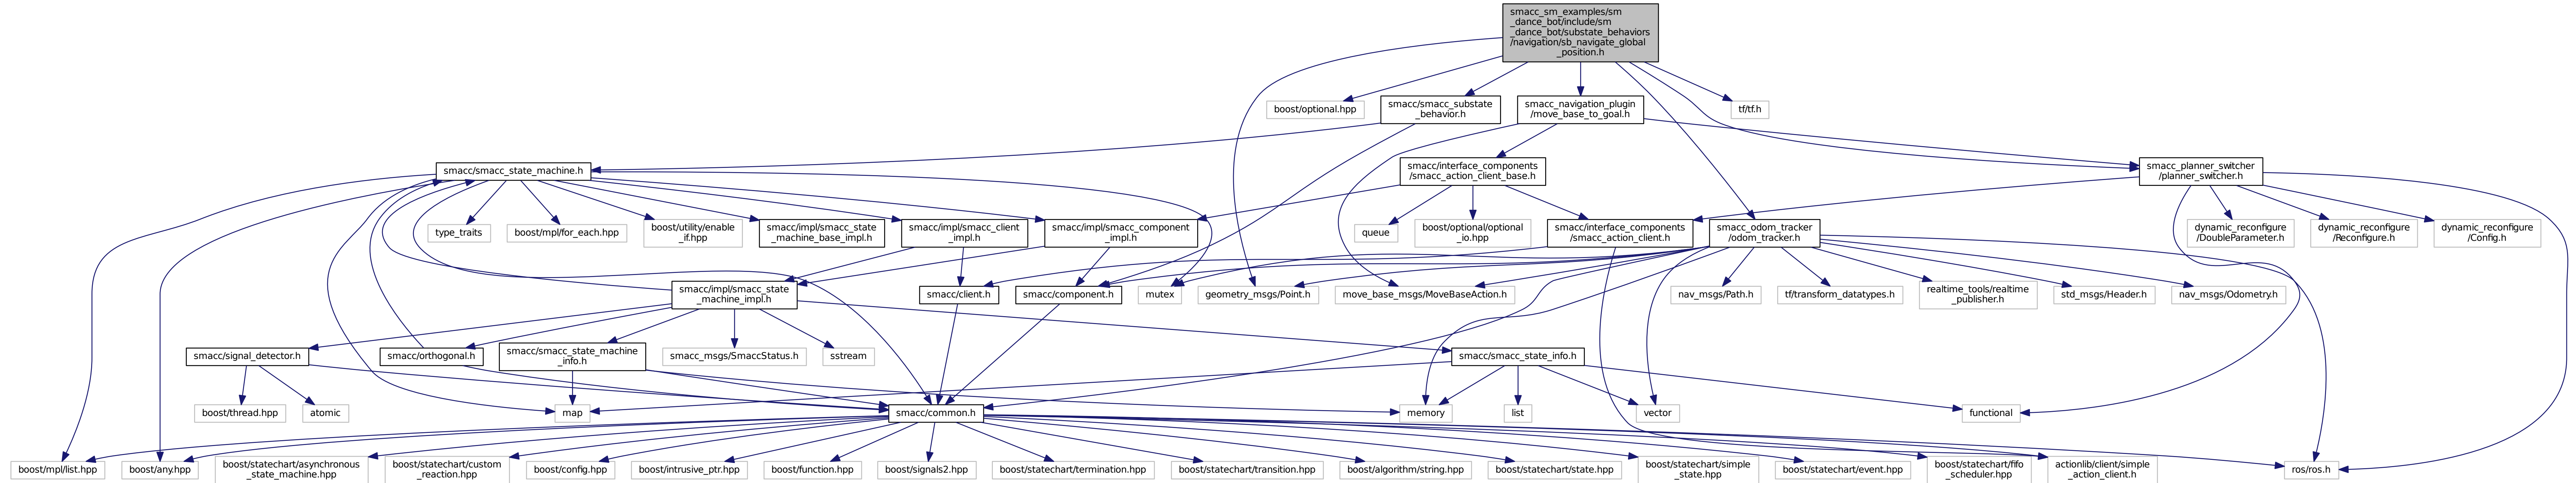 smacc_sm_examples/sm
_dance_bot/include/sm
_dance_bot/substate_behaviors
/navigation/sb_navigate_global
_position.h
boost/optional.hpp
smacc/smacc_substate
_behavior.h
smacc_navigation_plugin
/move_base_to_goal.h
tf/tf.h
smacc/smacc_state_machine.h
smacc/interface_components
/smacc_action_client_base.h
smacc_planner_switcher
/planner_switcher.h
type_traits
boost/mpl/for_each.hpp
boost/utility/enable
_if.hpp
smacc/impl/smacc_state
_machine_base_impl.h
smacc/impl/smacc_client
_impl.h
smacc/impl/smacc_component
_impl.h
queue
boost/optional/optional
_io.hpp
smacc/interface_components
/smacc_action_client.h
smacc_odom_tracker
/odom_tracker.h
dynamic_reconfigure
/DoubleParameter.h
dynamic_reconfigure
/Reconfigure.h
dynamic_reconfigure
/Config.h
smacc/impl/smacc_state
_machine_impl.h
smacc/client.h
smacc/component.h
mutex
geometry_msgs/Point.h
move_base_msgs/MoveBaseAction.h
nav_msgs/Path.h
tf/transform_datatypes.h
realtime_tools/realtime
_publisher.h
std_msgs/Header.h
nav_msgs/Odometry.h
smacc/signal_detector.h
smacc/orthogonal.h
smacc/smacc_state_machine
_info.h
smacc_msgs/SmaccStatus.h
sstream
smacc/smacc_state_info.h
boost/thread.hpp
atomic
map
smacc/common.h
memory
list
vector
functional
boost/mpl/list.hpp
boost/any.hpp
boost/statechart/asynchronous
_state_machine.hpp
boost/statechart/custom
_reaction.hpp
boost/config.hpp
boost/intrusive_ptr.hpp
boost/function.hpp
boost/signals2.hpp
boost/statechart/termination.hpp
boost/statechart/transition.hpp
boost/algorithm/string.hpp
boost/statechart/state.hpp
boost/statechart/simple
_state.hpp
boost/statechart/event.hpp
boost/statechart/fifo
_scheduler.hpp
actionlib/client/simple
_action_client.h
ros/ros.h